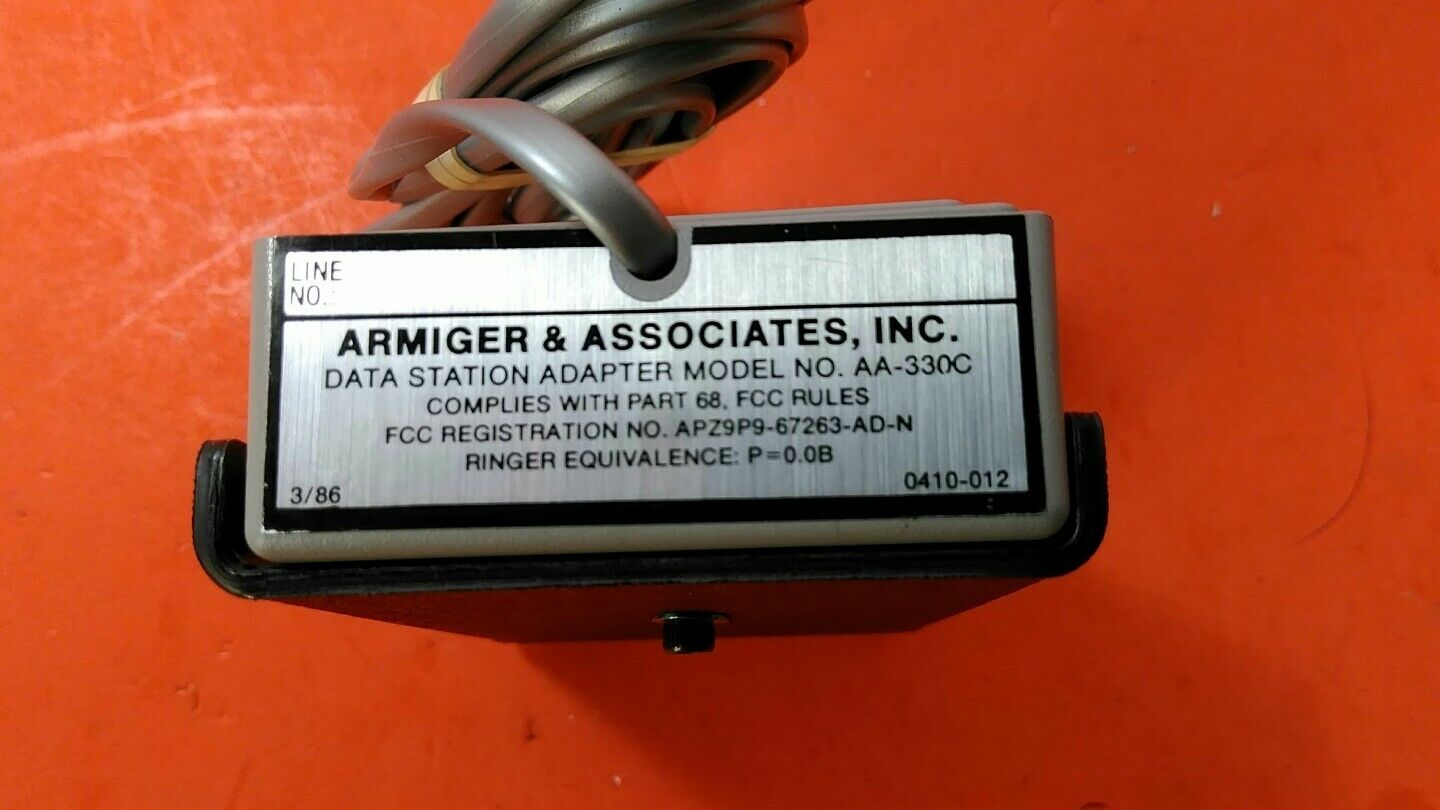 LINE
NO.:
ARMIGER & ASSOCIATES, INC.
DATA STATION ADAPTER MODEL NO. AA-330C
COMPLIES WITH PART 68, FCC RULES
FCC REGISTRATION NO. APZ9P9-67263-AD-N
RINGER EQUIVALENCE: P=0.0B
3/86 0410-012